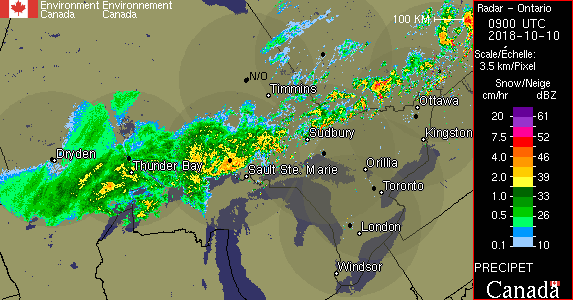 Environment Environnement
Canada Canada
100 KM
N/O
Timmins
Ottawa
Sudbury
Kingston
Dryden
Thunder Bay
Sault Ste. Marie
Orillia
Toronto
London
Windsor
Radar - Ontario
0900 UTC
2018-10-10
Scale/Échelle:
3.5 km/Pixel
Snow/Neige
cm/hr dBZ
20 61
7.5 52
4.0 46
2.0 39
1.0 33
0.5 26
0.1 10
PRECIPET
Canada